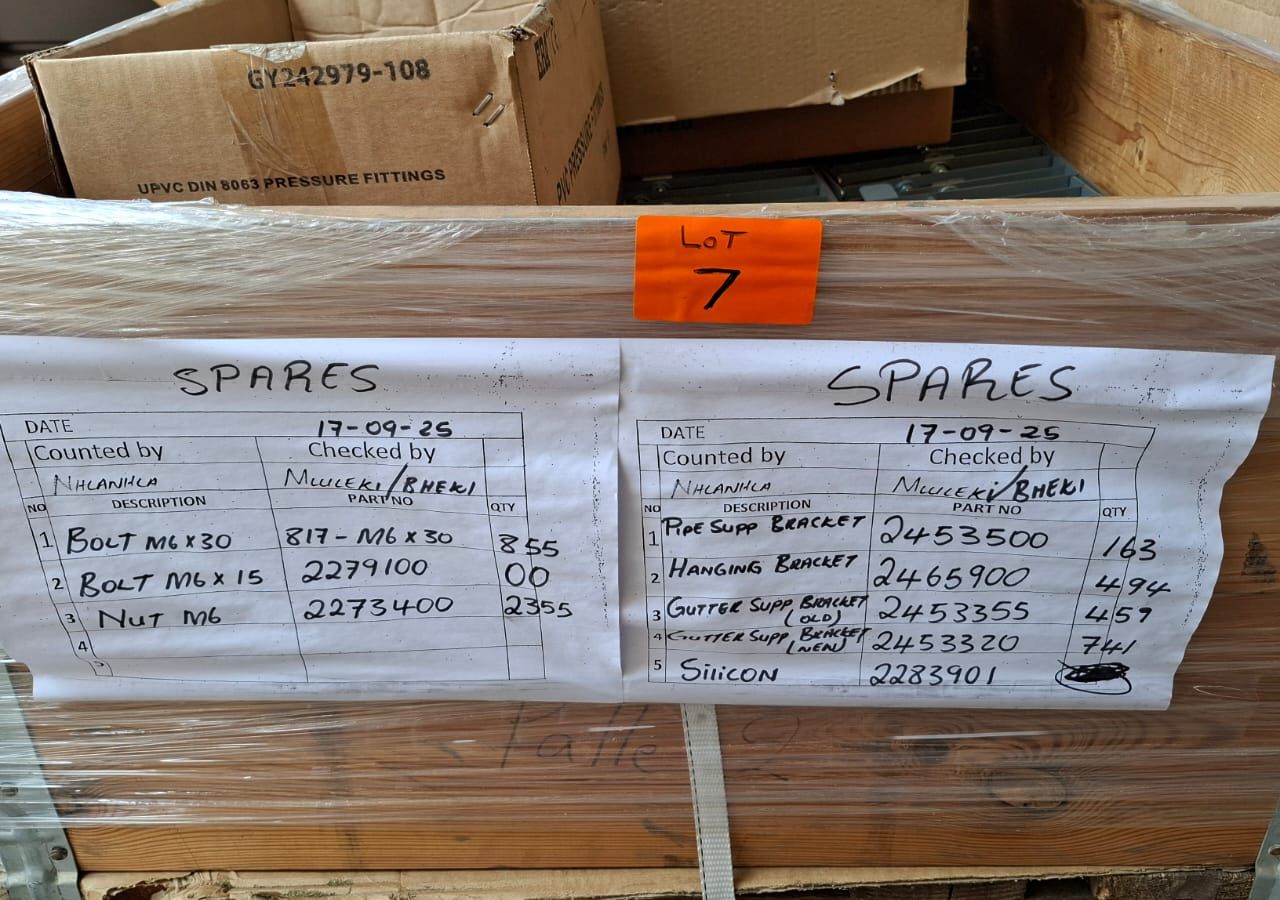 GY242979-108
UPVC DIN 8063 PRESSURE FITTINGS
PVC PRESSURE
LOT
7
SPARES
DATE 17-09-25
Counted by Checked by
NHLANHLA MLULEKI/BHEKI
NO DESCRIPTION PART NO QTY
1 BOLT M6 x 30 817 - M6 x 30 855
2 BOLT M6 x 15 2279100 00
3 NUT M6 2273400 2355
4
SPARES
DATE 17-09-25
Counted by Checked by
NHLANHLA MLULEKI/BHEKI
NO DESCRIPTION PART NO QTY
1 PIPE SUPP BRACKET 2453500 163
2 HANGING BRACKET 2465900 494
3 GUTTER SUPP BRACKET (OLD) 2453355 459
4 GUTTER SUPP BRACKET (NEW) 2453320 741
5 SILICON 2283901